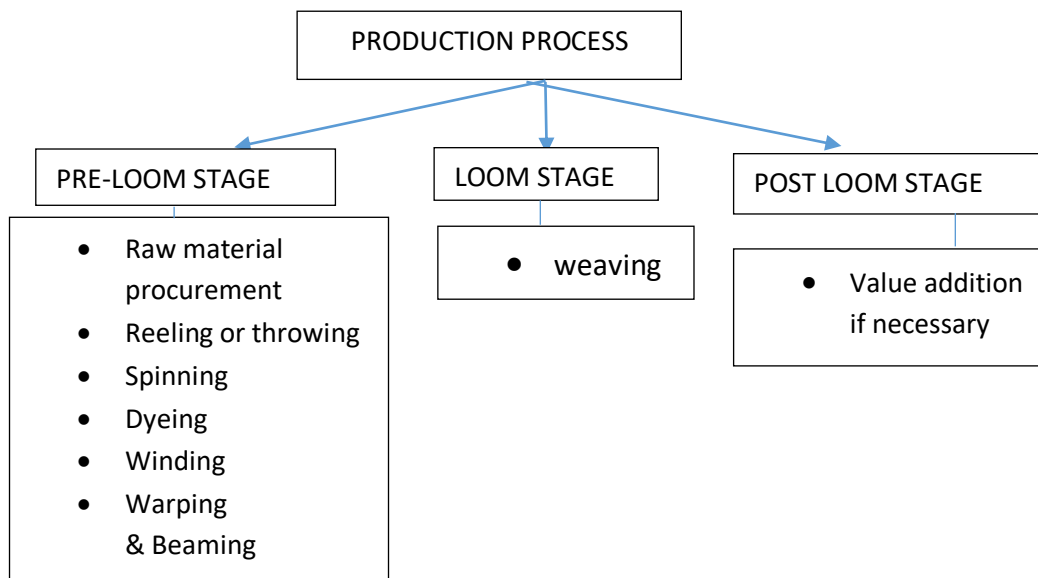 PRODUCTION PROCESS
PRE-LOOM STAGE
• Raw material
procurement
• Reeling or throwing
• Spinning
• Dyeing
• Winding
• Warping
& Beaming
LOOM STAGE
• weaving
POST LOOM STAGE
• Value addition
if necessary